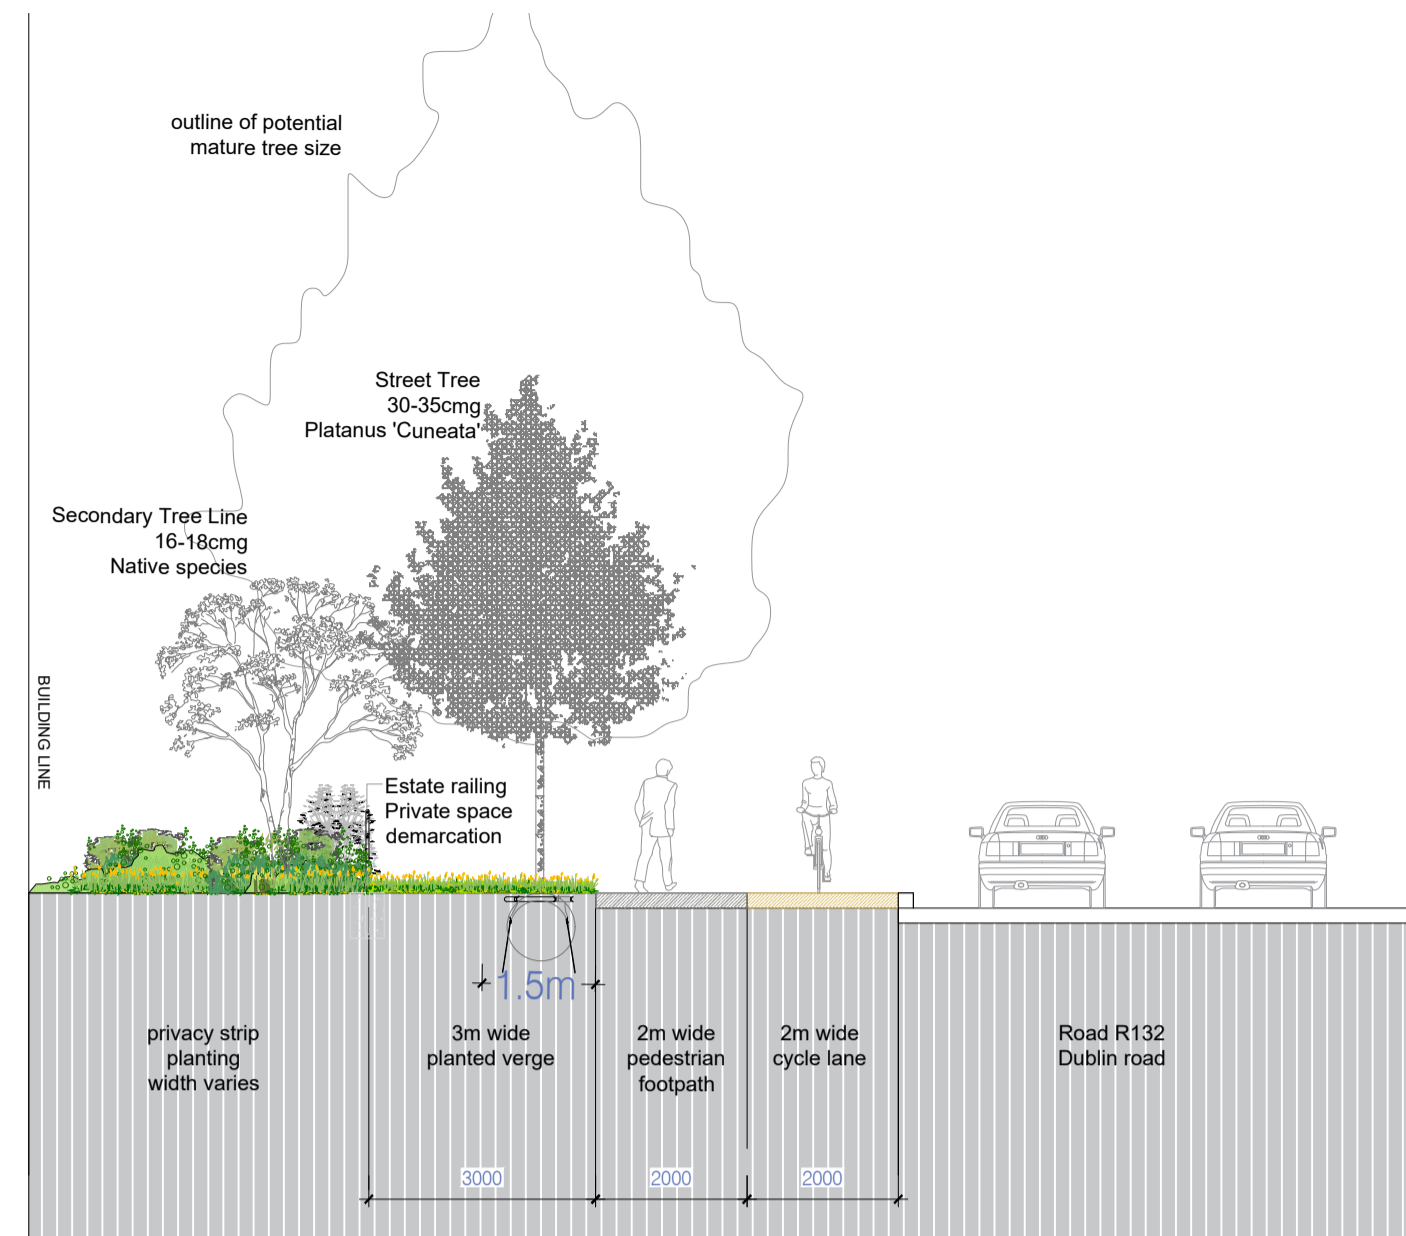 outline of potential
mature tree size
Street Tree
30-35cmg
Platanus 'Cuneata'
Secondary Tree Line
16-18cmg
Native species
BUILDING LINE
Estate railing
Private space
demarcation
1.5m
privacy strip
planting
width varies
3m wide
planted verge
2m wide
pedestrian
footpath
2m wide
cycle lane
Road R132
Dublin road
3000
2000
2000